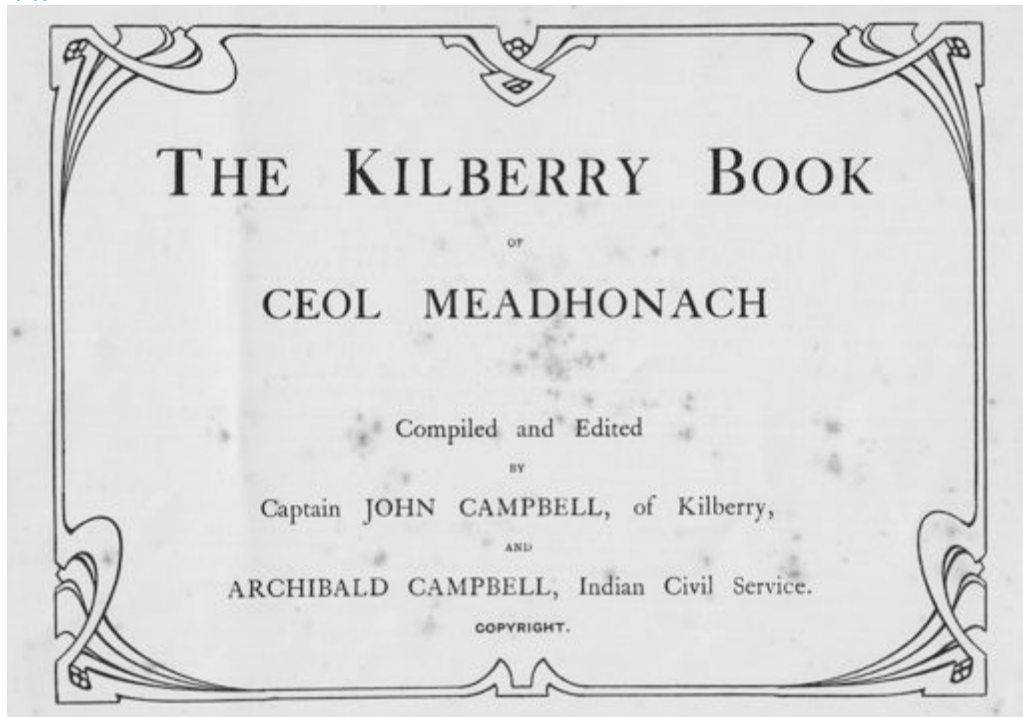 THE KILBERRY BOOK
OF
CEOL MEADHONACH
Compiled and Edited
BY
Captain JOHN CAMPBELL, of Kilberry,
AND
ARCHIBALD CAMPBELL, Indian Civil Service.
COPYRIGHT.